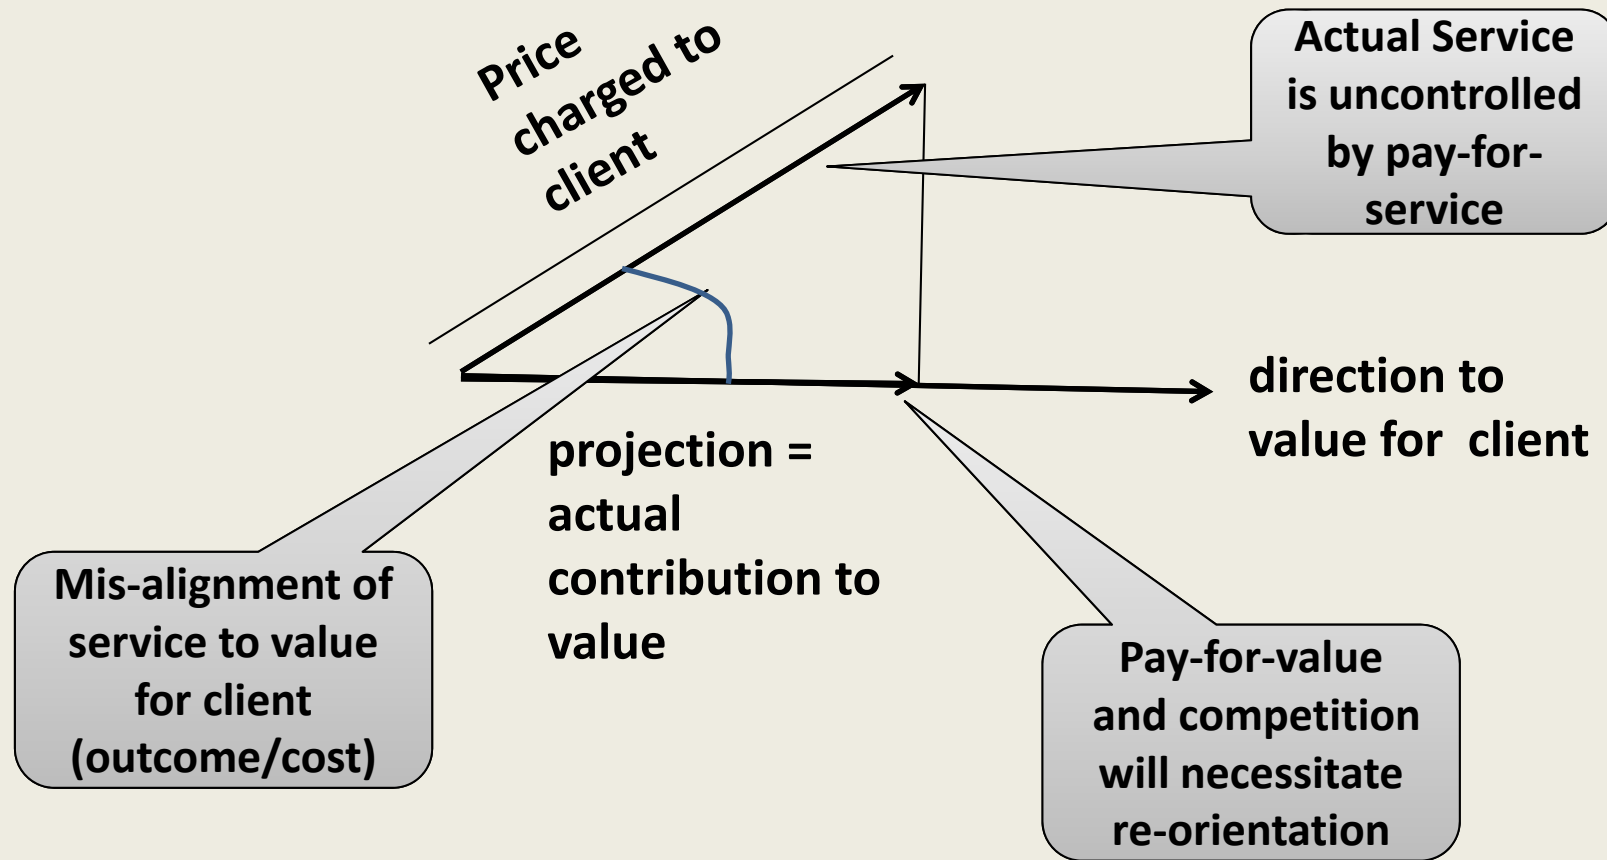 Price
charged to
client
Actual Service
is uncontrolled
by pay-for-
service
direction to
value for client
projection =
actual
contribution to
value
Mis-alignment of
service to value
for client
(outcome/cost)
Pay-for-value
and competition
will necessitate
re-orientation